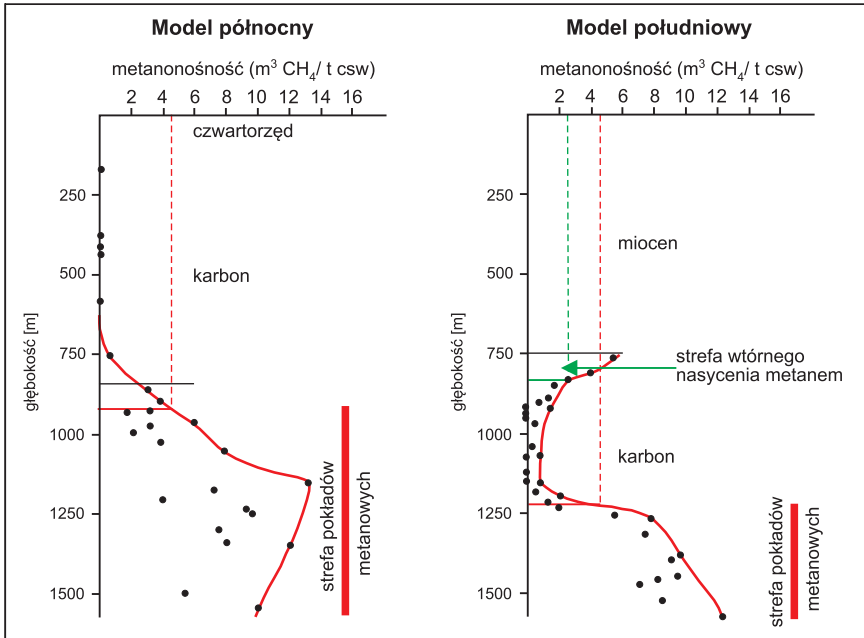 Model północny
metanonośność (m³ CH₄/ t csw)
2 4 6 8 10 12 14 16
czwartorzęd
250
500
750
1000
1250
1500
głębokość [m]
karbon
strefa pokładów
metanowych
Model południowy
metanonośność (m³ CH₄/ t csw)
2 4 6 8 10 12 14 16
250
500
750
1000
1250
1500
głębokość [m]
miocen
strefa wtórnego
nasycenia metanem
karbon
strefa pokładów
metanowych